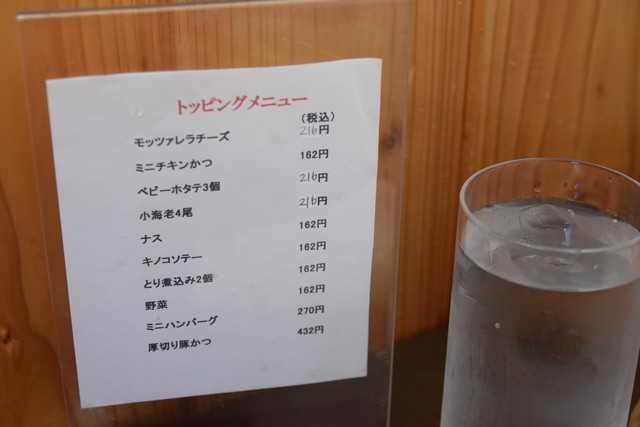 トッピングメニュー
(税込)
モッツァレラチーズ 216円
ミニチキンかつ 162円
ベビーホタテ3個 216円
小海老4尾 216円
ナス 162円
キノコソテー 162円
とり煮込み2個 162円
野菜 162円
ミニハンバーグ 270円
厚切り豚かつ 432円